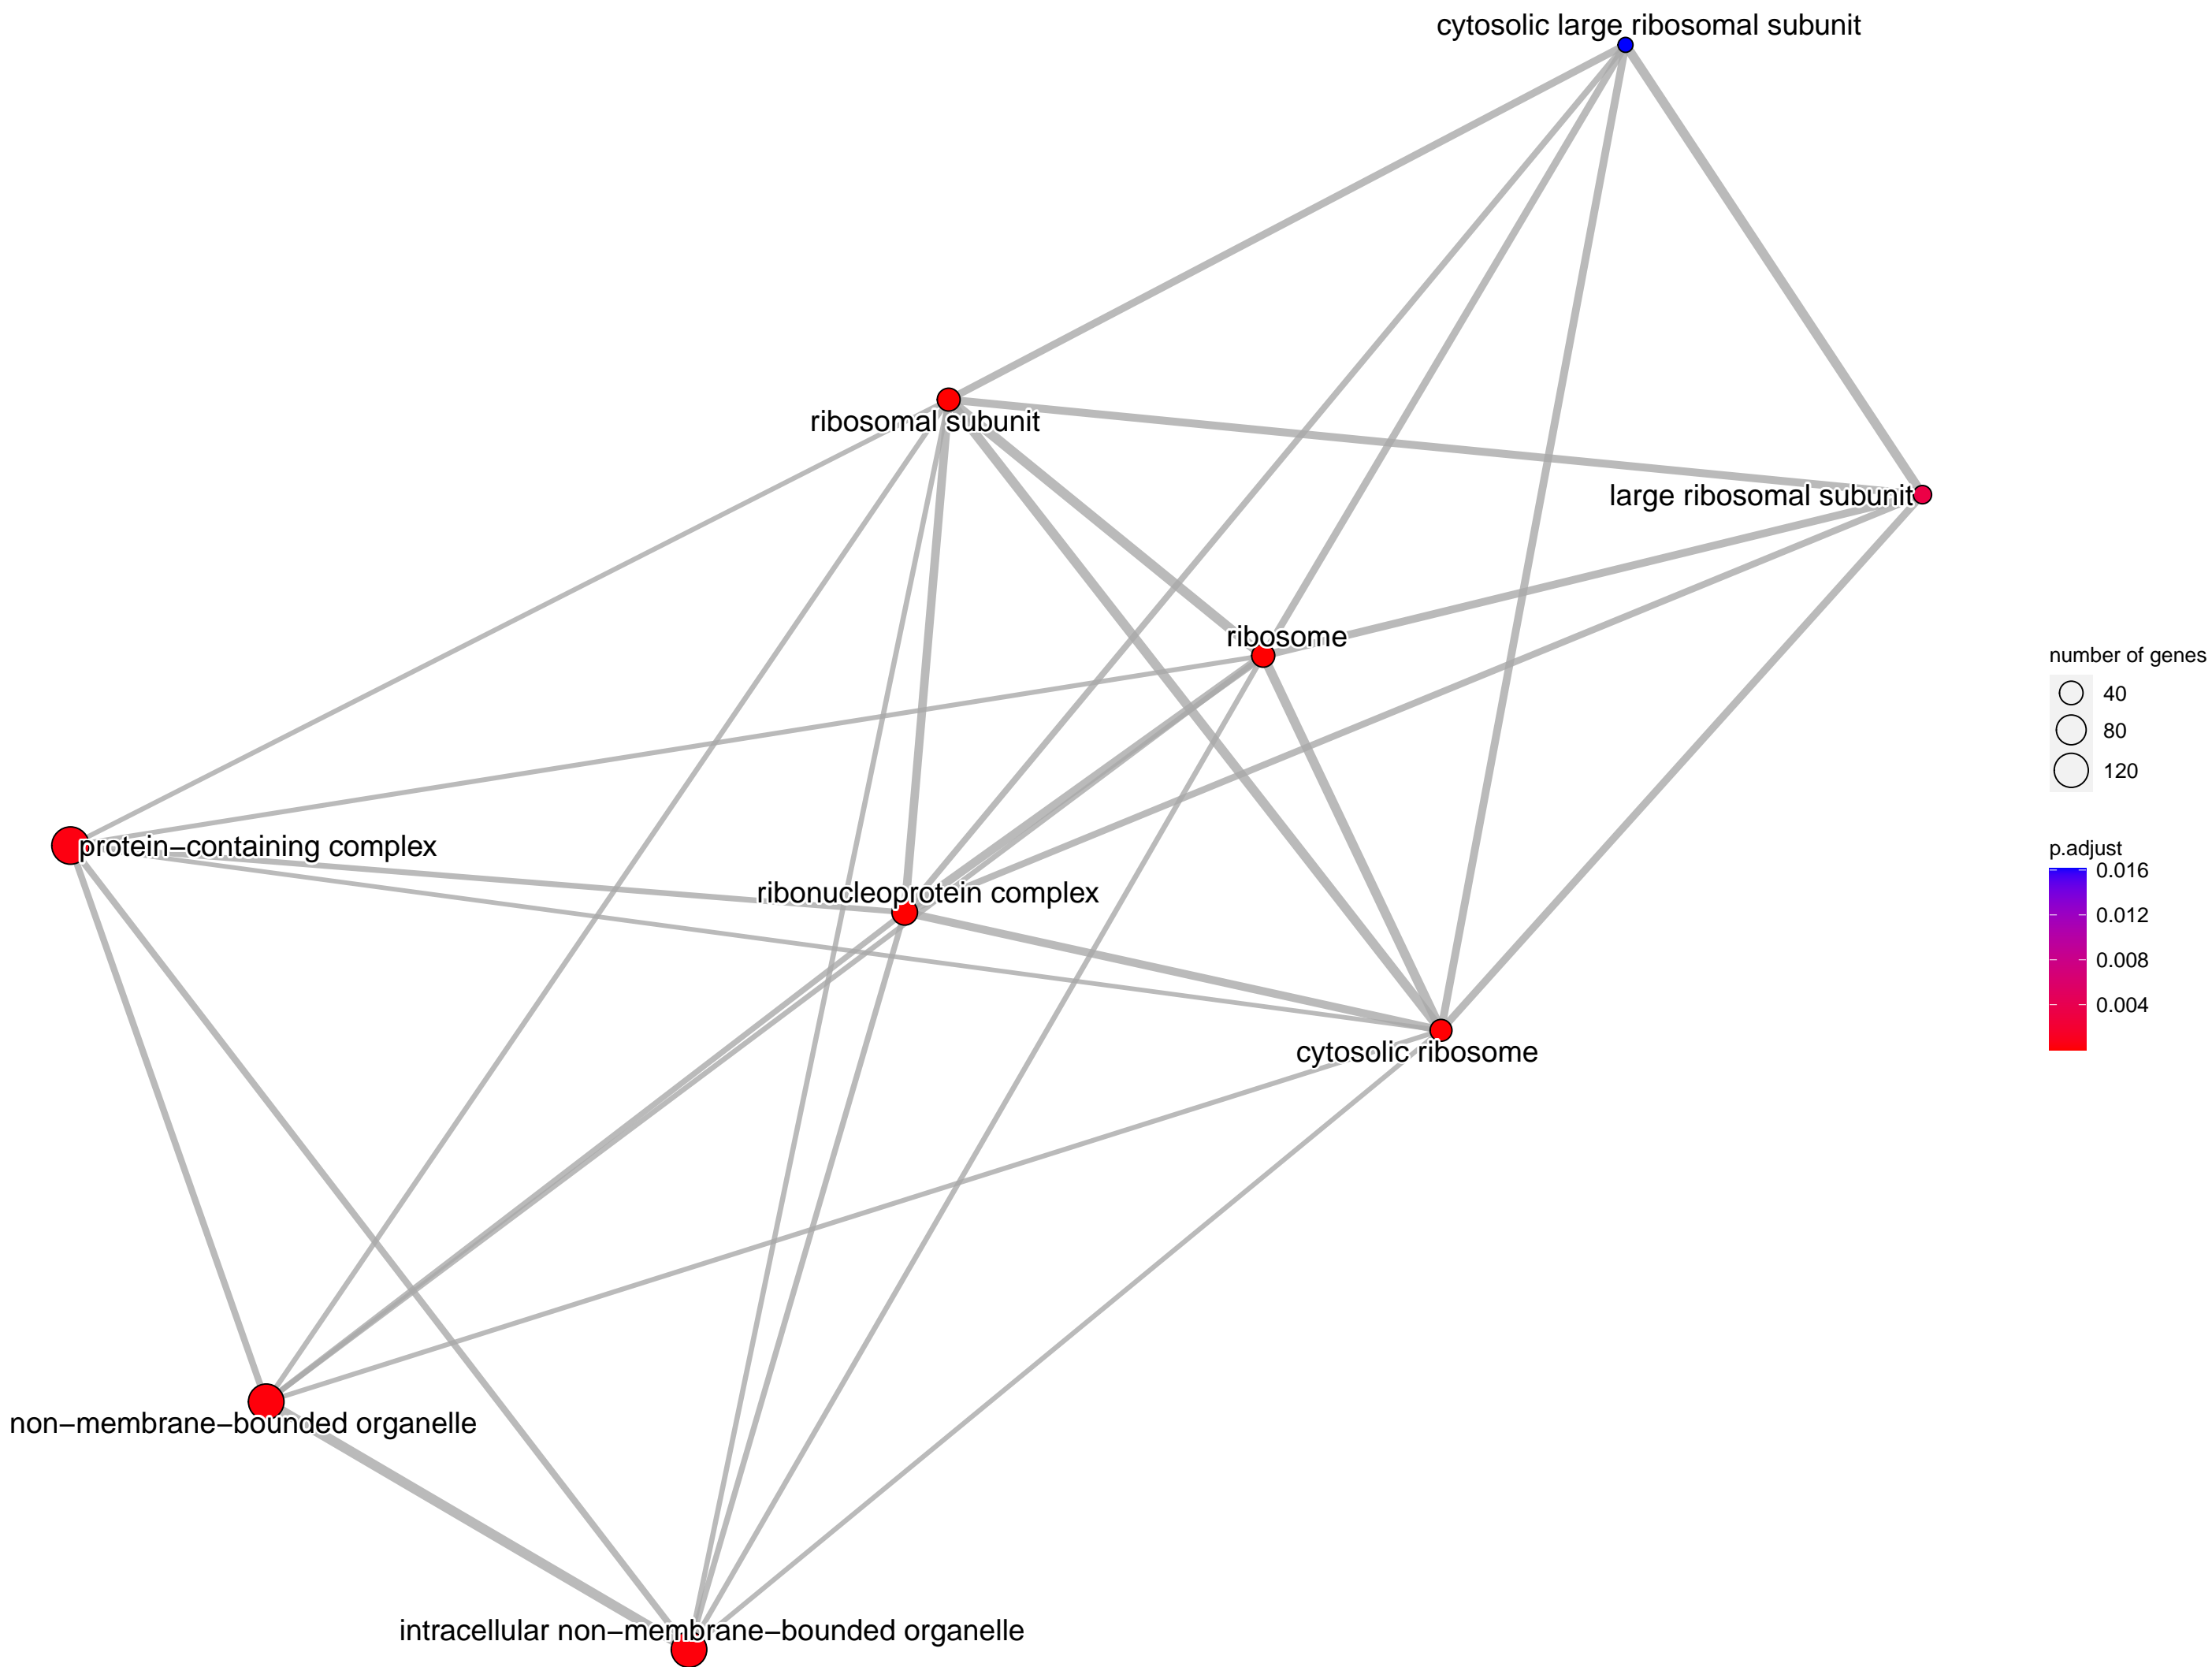 cytosolic large ribosomal subunit
ribosomal subunit
large ribosomal subunit
ribosome
number of genes
40
80
120
protein−containing complex
p.adjust
0.016
0.012
0.008
0.004
ribonucleoprotein complex
cytosolic ribosome
non−membrane−bounded organelle
intracellular non−membrane−bounded organelle